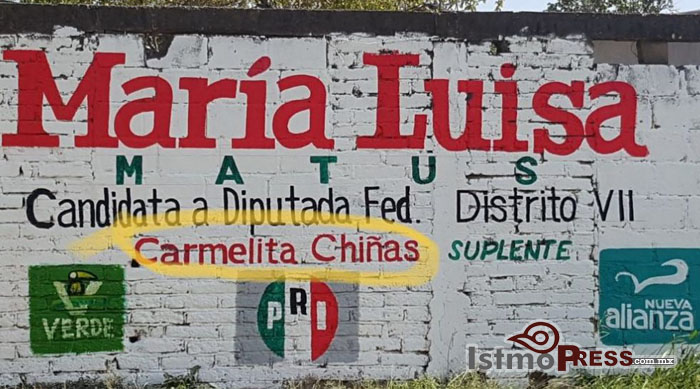 María Luisa
MATUS
Candidata a Diputada Fed. Distrito VII
Carmelita Chiñas SUPLENTE
VERDE
PRI
NUEVA
alianza
IstmoPRESS.com.mx